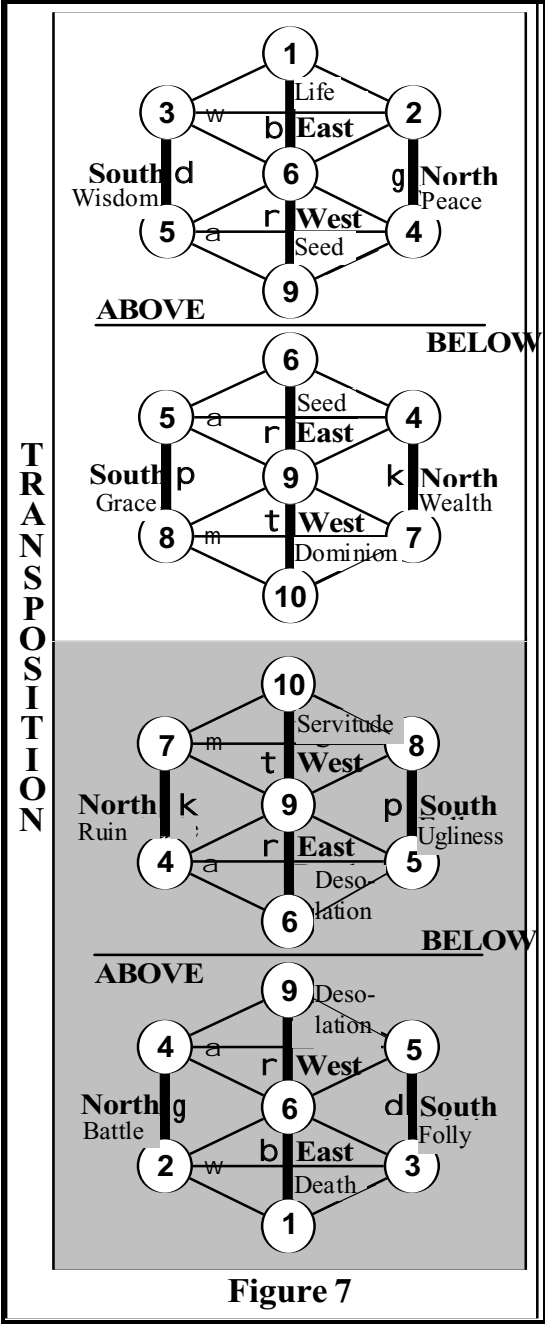 TRANSPOSITION
1
Life
3 w 2
b East
South d 6 g North
Wisdom Peace
r West
5 a 4
Seed
9
ABOVE
BELOW
6
Seed
5 a 4
r East
South p 9 k North
Grace Wealth
t West
8 m 7
Dominion
10
10
Servitude
7 m 8
t West
North k 9 p South
Ruin Ugliness
r East
4 a 5
Deso-
lation
6
BELOW
ABOVE
9 Deso-
lation
4 a 5
r West
North g 6 d South
Battle Folly
b East
2 w 3
Death
1
Figure 7